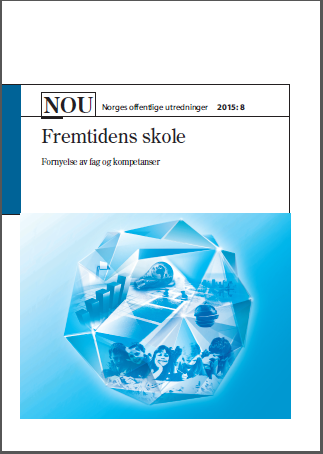 NOU Norges offentlige utredninger 2015: 8
Fremtidens skole
Fornyelse av fag og kompetanser